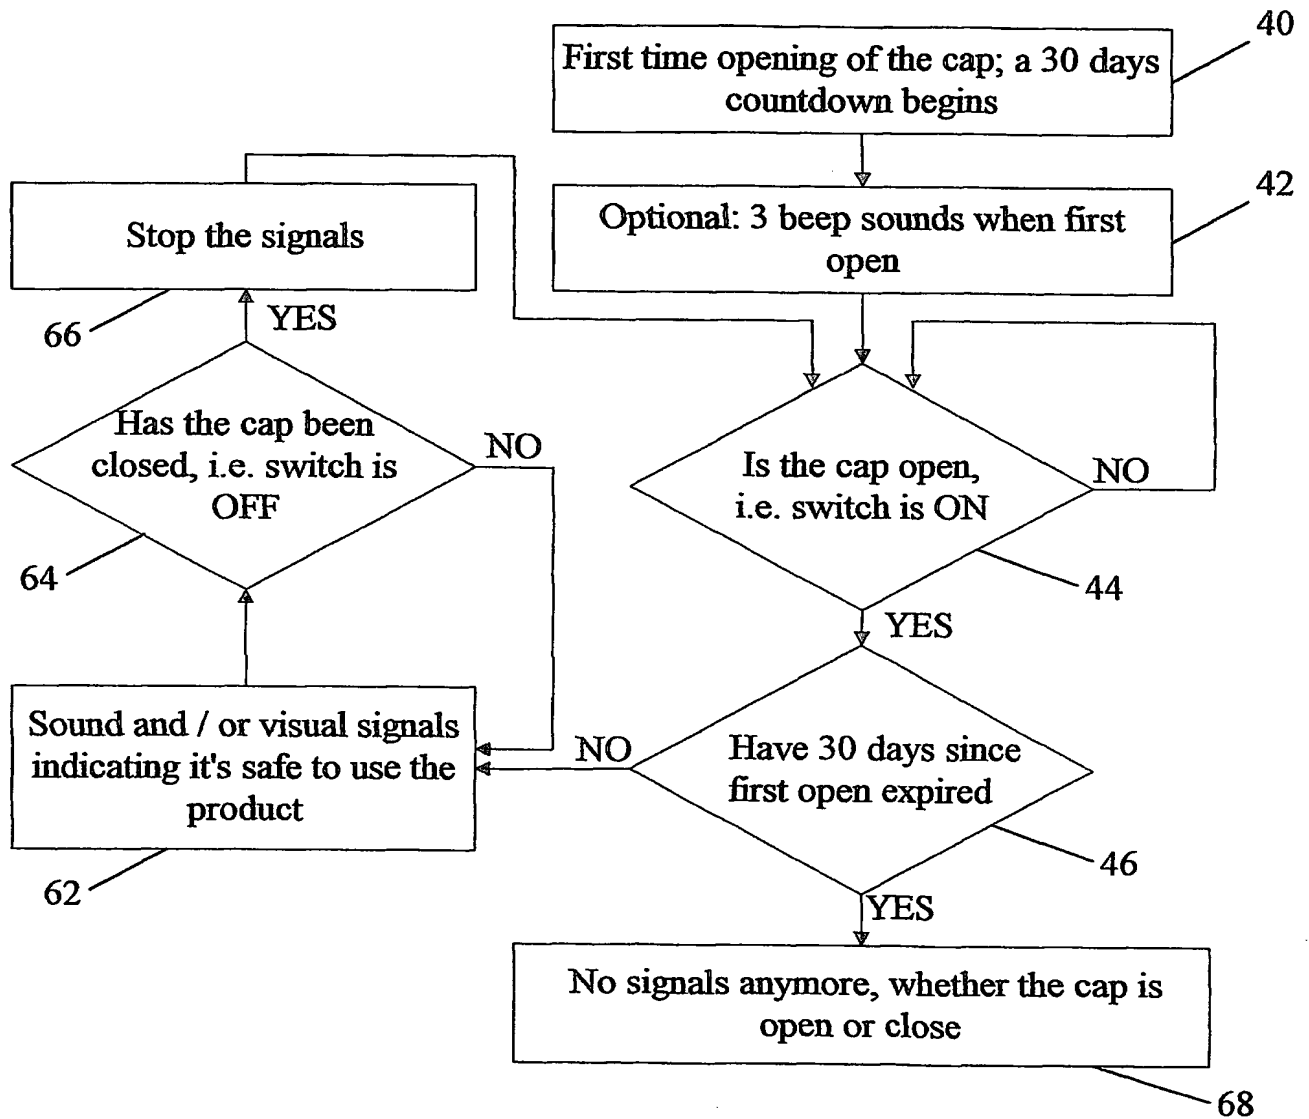 40
First time opening of the cap; a 30 days
countdown begins
42
Optional: 3 beep sounds when first
open
Stop the signals
66
YES
Has the cap been
closed, i.e. switch is
OFF
NO
64
Is the cap open,
i.e. switch is ON
NO
44
YES
Sound and / or visual signals
indicating it's safe to use the
product
62
NO
Have 30 days since
first open expired
46
YES
No signals anymore, whether the cap is
open or close
68